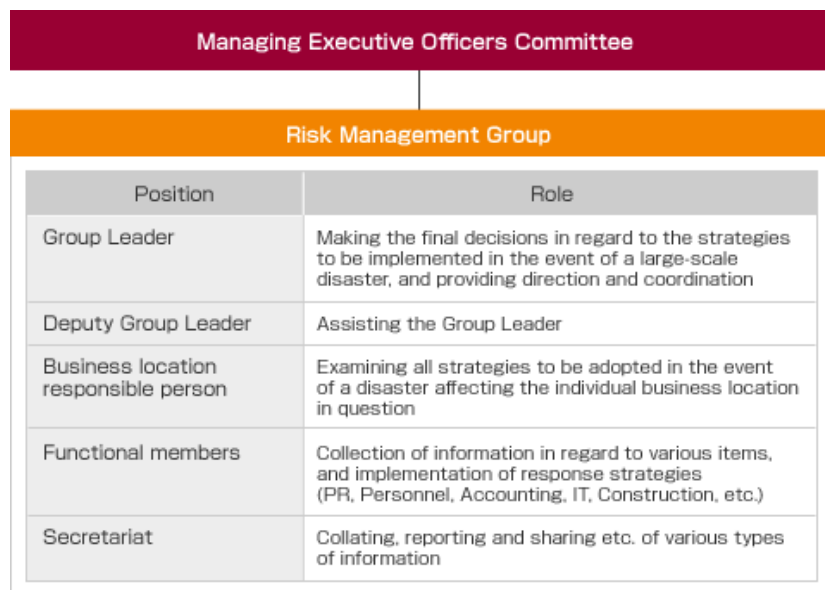 Managing Executive Officers Committee
Risk Management Group
Position
Role
Group Leader
Making the final decisions in regard to the strategies
to be implemented in the event of a large-scale
disaster, and providing direction and coordination
Deputy Group Leader
Assisting the Group Leader
Business location
responsible person
Examining all strategies to be adopted in the event
of a disaster affecting the individual business location
in question
Functional members
Collection of information in regard to various items,
and implementation of response strategies
(PR, Personnel, Accounting, IT, Construction, etc.)
Secretariat
Collating, reporting and sharing etc. of various types
of information